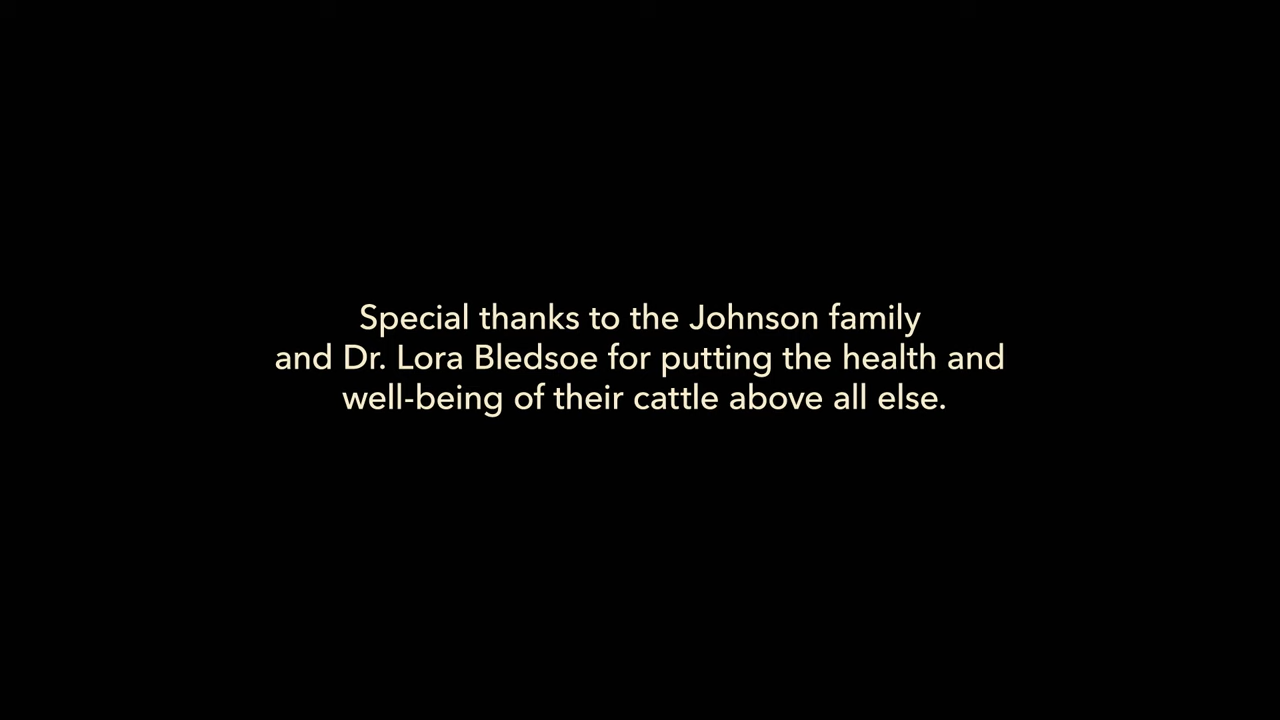 Special thanks to the Johnson family
and Dr. Lora Bledsoe for putting the health and
well-being of their cattle above all else.